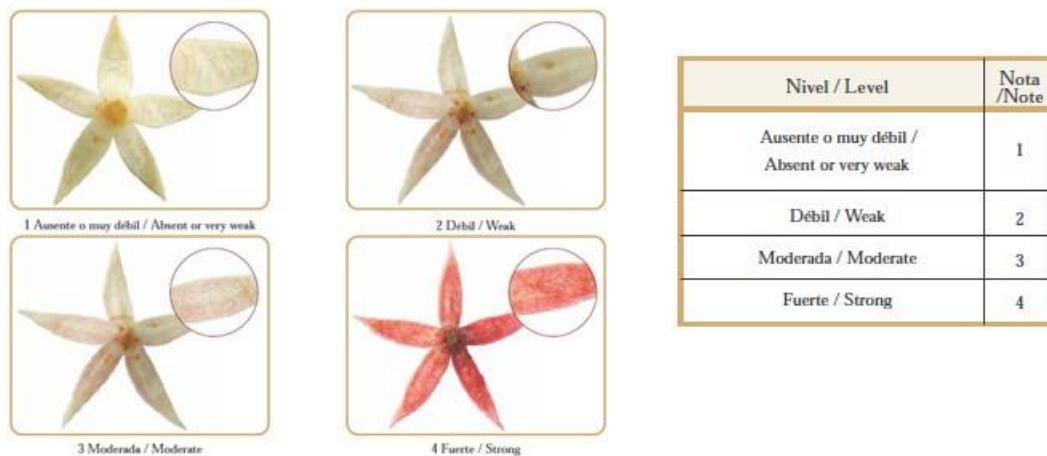 1 Ausente o muy débil / Absent or very weak
2 Débil / Weak
3 Moderada / Moderate
4 Fuerte / Strong
Nivel / Level
Nota
/Note
Ausente o muy débil /
Absent or very weak
1
Débil / Weak
2
Moderada / Moderate
3
Fuerte / Strong
4